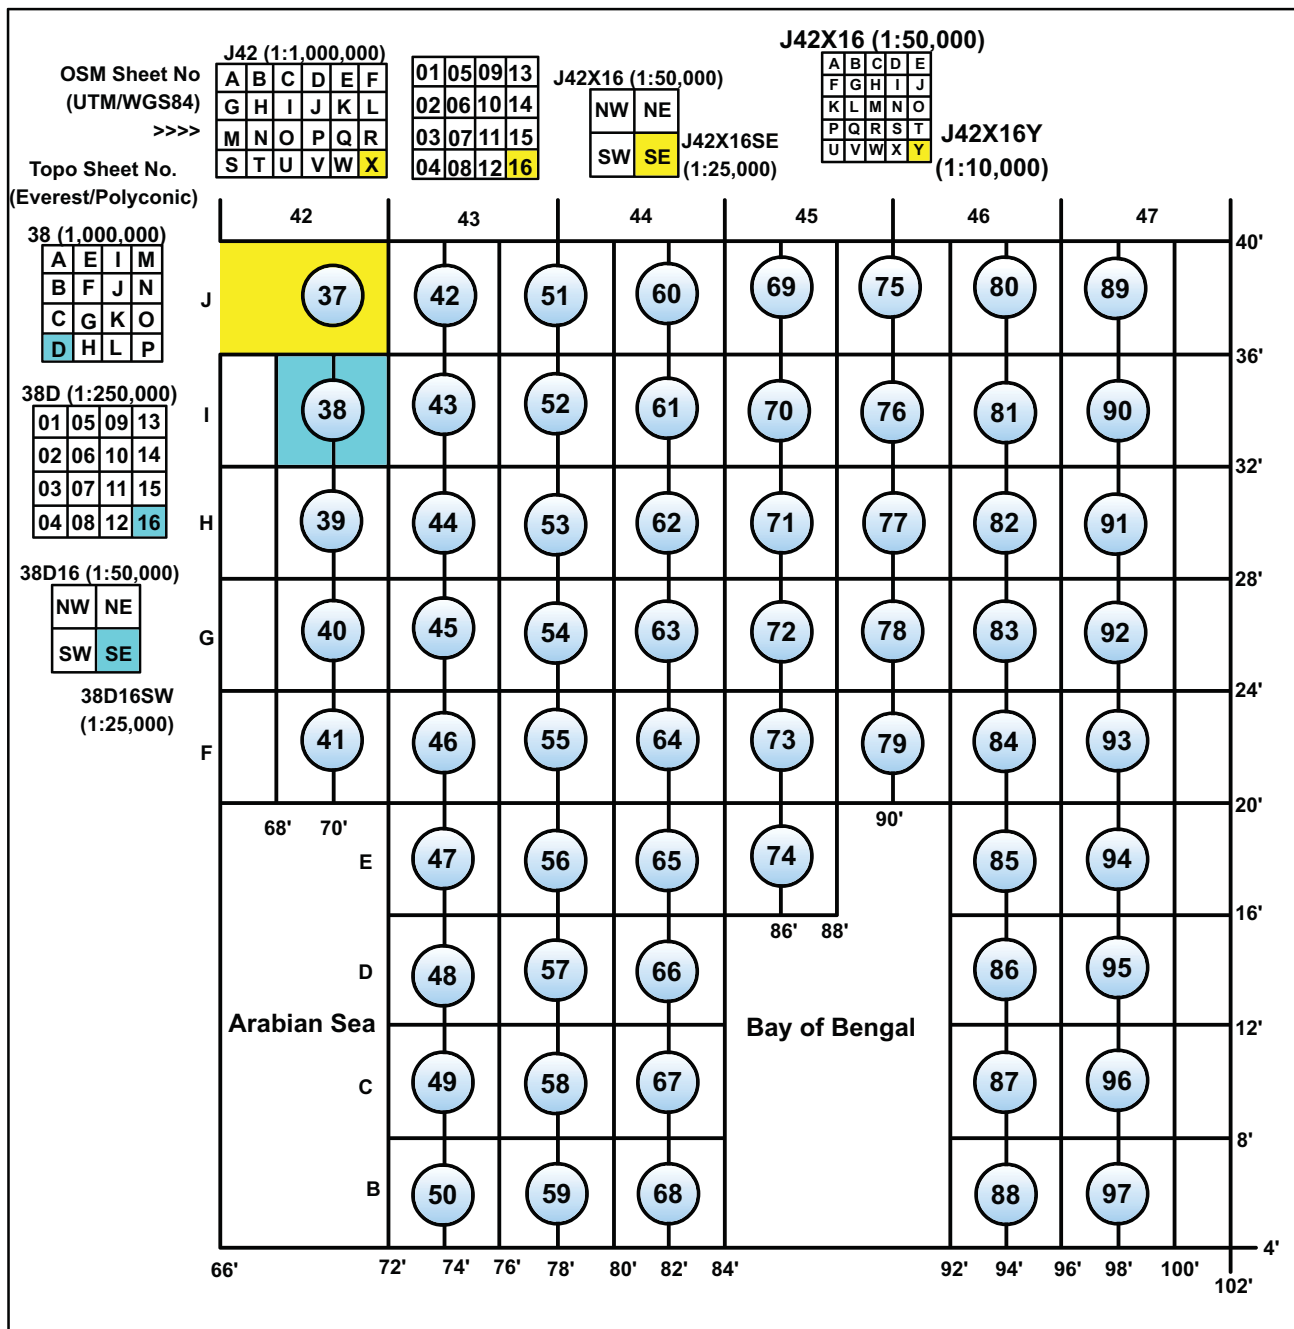 OSM Sheet No
(UTM/WGS84)
>>>>
J42 (1:1,000,000)
A B C D E F
G H I J K L
M N O P Q R
S T U V W X
01 05 09 13
02 06 10 14
03 07 11 15
04 08 12 16
J42X16 (1:50,000)
NW NE
SW SE
J42X16SE
(1:25,000)
J42X16 (1:50,000)
A B C D E
F G H I J
K L M N O
P Q R S T
U V W X Y
J42X16Y
(1:10,000)
Topo Sheet No.
(Everest/Polyconic)
38 (1,000,000)
A E I M
B F J N
C G K O
D H L P
38D (1:250,000)
01 05 09 13
02 06 10 14
03 07 11 15
04 08 12 16
38D16 (1:50,000)
NW NE
SW SE
38D16SW
(1:25,000)
42 43 44 45 46 47
40'
J 37 42 51 60 69 75 80 89
36'
I 38 43 52 61 70 76 81 90
32'
H 39 44 53 62 71 77 82 91
28'
G 40 45 54 63 72 78 83 92
24'
F 41 46 55 64 73 79 84 93
20'
68' 70' 90'
E 47 56 65 74 85 94
16'
86' 88'
D 48 57 66 86 95
Arabian Sea Bay of Bengal
12'
C 49 58 67 87 96
8'
B 50 59 68 88 97
4'
66' 72' 74' 76' 78' 80' 82' 84' 92' 94' 96' 98' 100' 102'